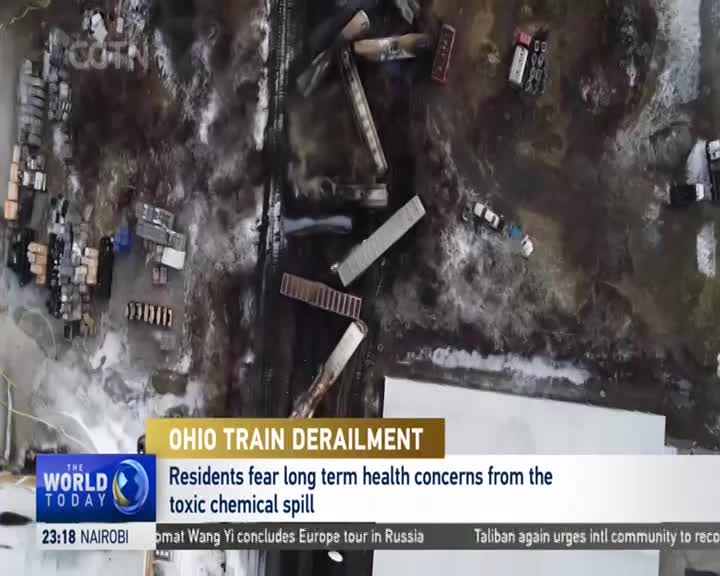 CGTN
OHIO TRAIN DERAILMENT
Residents fear long term health concerns from the
toxic chemical spill
THE
WORLD
TODAY
23:18 NAIROBI
omat Wang Yi concludes Europe tour in Russia Taliban again urges intl community to reco